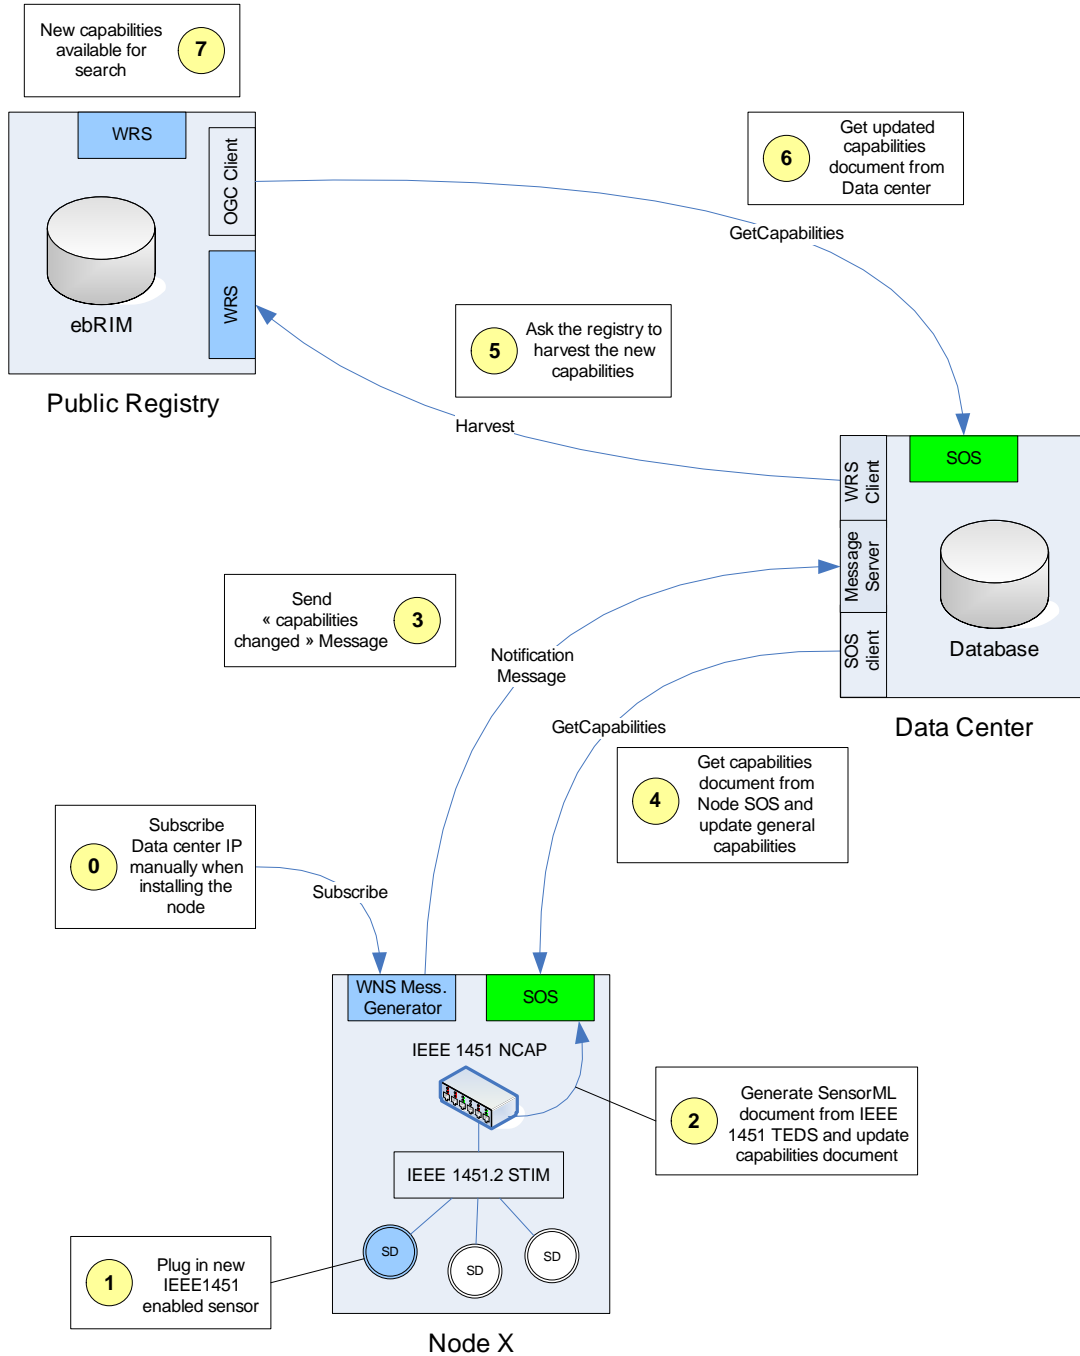 New capabilities
available for
search
7
WRS
OGC Client
WRS
ebRIM
Public Registry
6
Get updated
capabilities
document from
Data center
GetCapabilities
5
Ask the registry to
harvest the new
capabilities
Harvest
WRS
Client
SOS
Message
Server
SOS
client
Database
Data Center
Send
« capabilities
changed » Message
3
Notification
Message
GetCapabilities
4
Get capabilities
document from
Node SOS and
update general
capabilities
0
Subscribe
Data center IP
manually when
installing the
node
Subscribe
WNS Mess.
Generator
SOS
IEEE 1451 NCAP
2
Generate SensorML
document from IEEE
1451 TEDS and update
capabilities document
IEEE 1451.2 STIM
SD
SD
SD
1
Plug in new
IEEE1451
enabled sensor
Node X